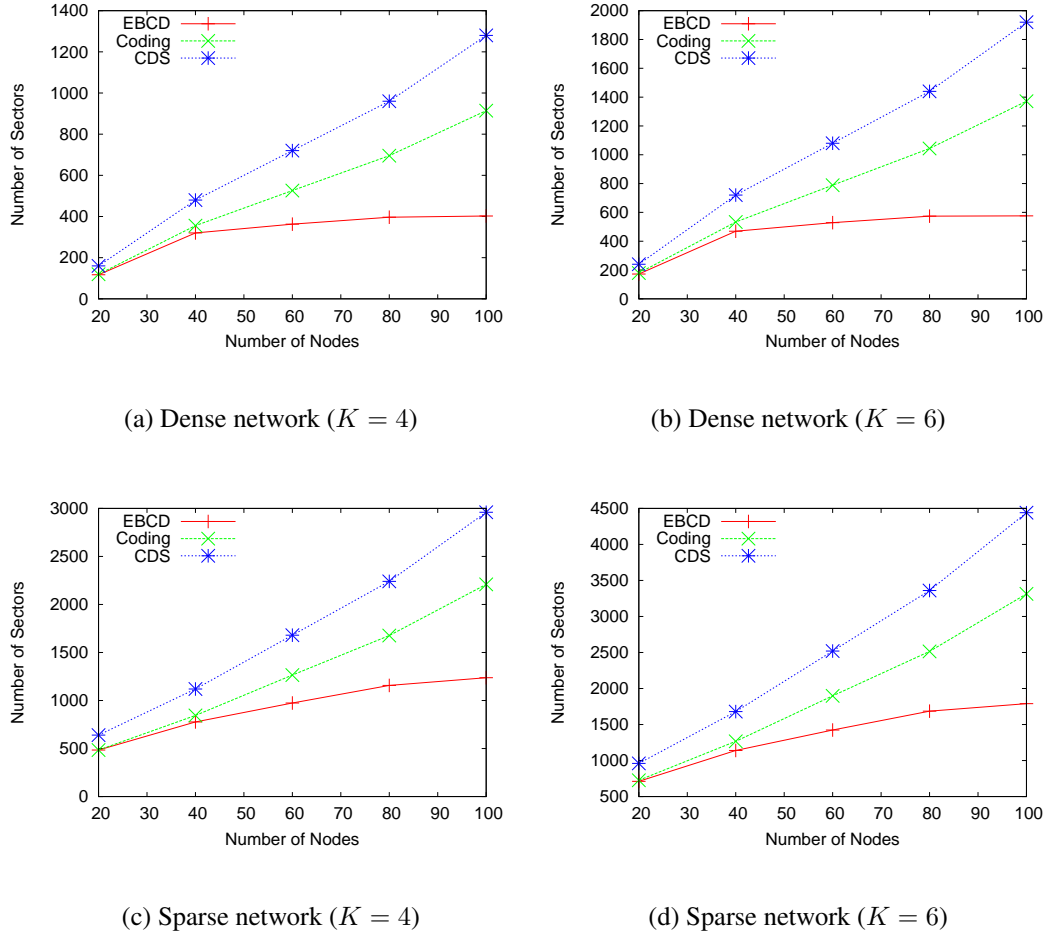 EBCD
Coding
CDS
Number of Sectors
1400
1200
1000
800
600
400
200
0
20 30 40 50 60 70 80 90 100
Number of Nodes
(a) Dense network (K = 4)
EBCD
Coding
CDS
Number of Sectors
2000
1800
1600
1400
1200
1000
800
600
400
200
0
20 30 40 50 60 70 80 90 100
Number of Nodes
(b) Dense network (K = 6)
EBCD
Coding
CDS
Number of Sectors
3000
2500
2000
1500
1000
500
0
20 30 40 50 60 70 80 90 100
Number of Nodes
(c) Sparse network (K = 4)
EBCD
Coding
CDS
Number of Sectors
4500
4000
3500
3000
2500
2000
1500
1000
500
20 30 40 50 60 70 80 90 100
Number of Nodes
(d) Sparse network (K = 6)